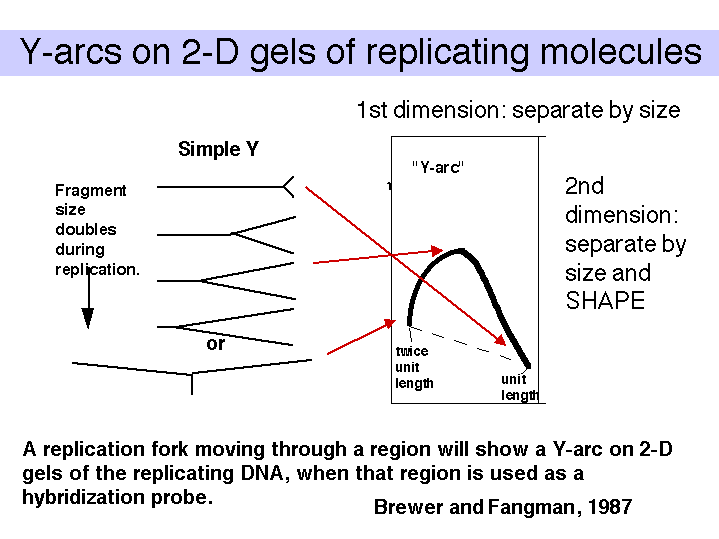 Y-arcs on 2-D gels of replicating molecules
1st dimension: separate by size
Simple Y
"Y-arc"
Fragment
size
doubles
during
replication.
2nd
dimension:
separate by
size and
SHAPE
or
twice
unit
length
unit
length
A replication fork moving through a region will show a Y-arc on 2-D
gels of the replicating DNA, when that region is used as a
hybridization probe.
Brewer and Fangman, 1987